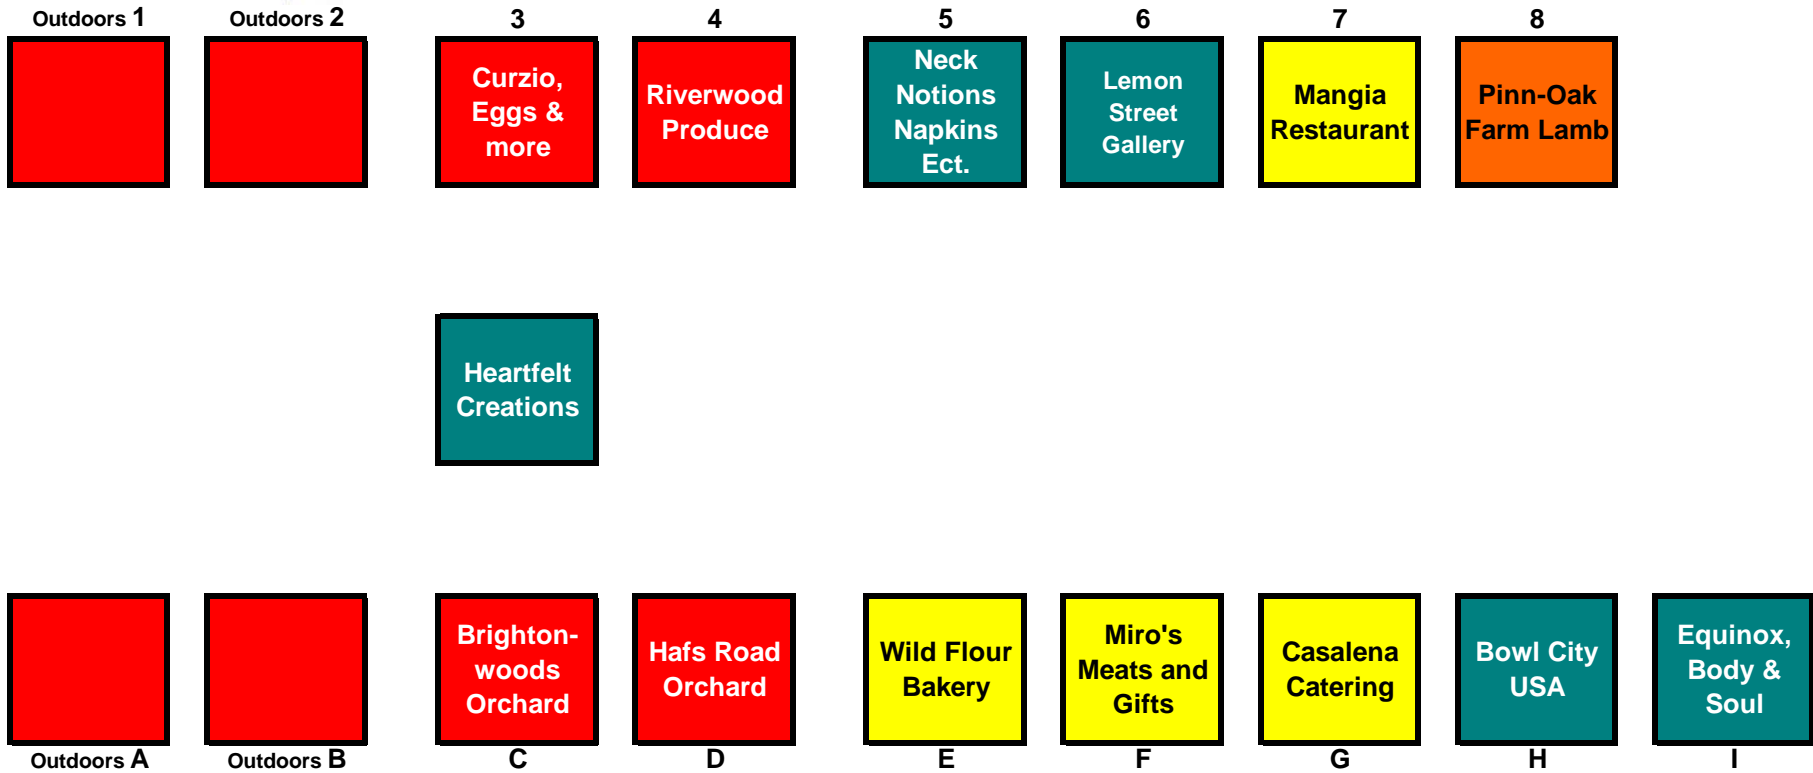 Outdoors 1
Outdoors 2
3
4
5
6
7
8
Curzio,
Eggs &
more
Riverwood
Produce
Neck
Notions
Napkins
Ect.
Lemon
Street
Gallery
Mangia
Restaurant
Pinn-Oak
Farm Lamb
Heartfelt
Creations
Brighton-
woods
Orchard
Hafs Road
Orchard
Wild Flour
Bakery
Miro's
Meats and
Gifts
Casalena
Catering
Bowl City
USA
Equinox,
Body &
Soul
Outdoors A
Outdoors B
C
D
E
F
G
H
I